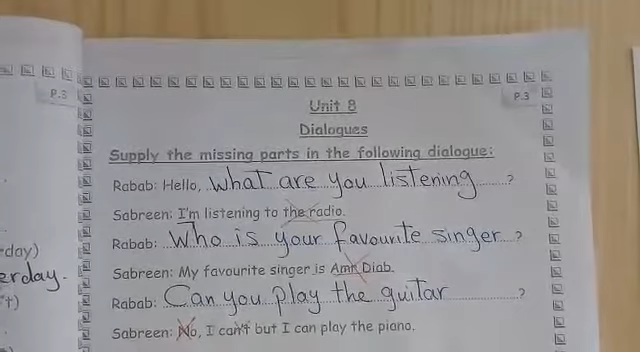 P.3
P.3
Unit 8
Dialogues
Supply the missing parts in the following dialogue:
Rabab: Hello, What are you listening ?
Sabreen: I'm listening to the radio.
Rabab: Who is your favourite singer ?
-day)
Sabreen: My favourite singer is Amr Diab.
erday.
Rabab: Can you play the guitar ?
't)
Sabreen: No, I can't but I can play the piano.